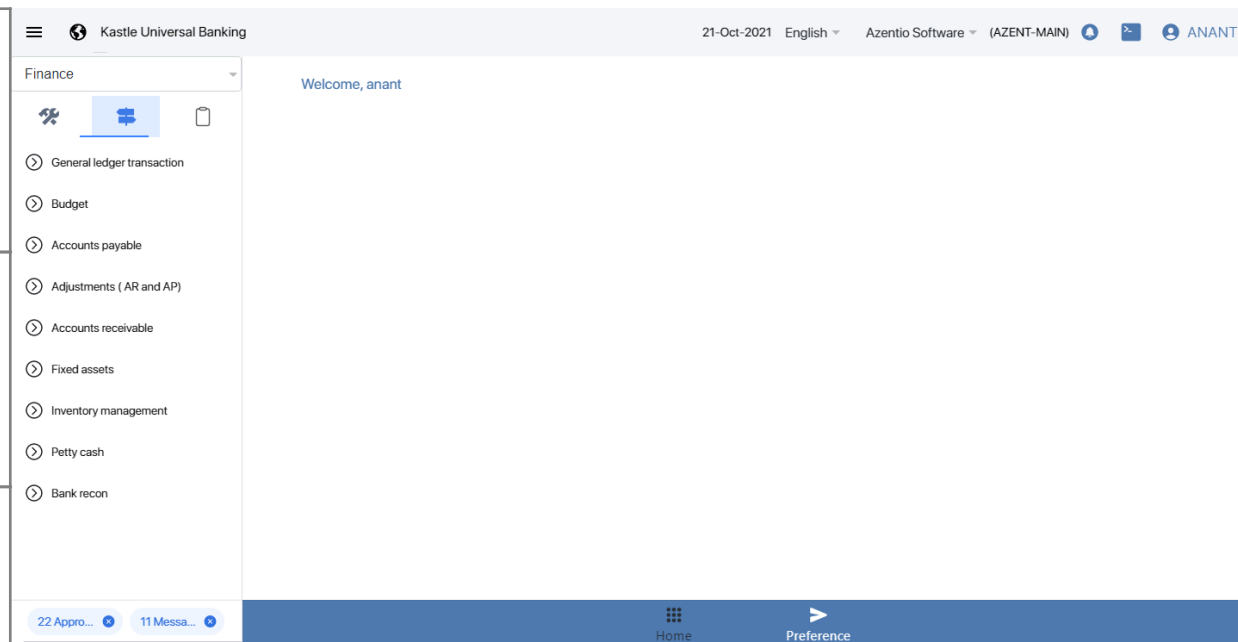 Kastle Universal Banking
21-Oct-2021 English Azentio Software (AZENT-MAIN) ANANT
Finance
Welcome, anant
General ledger transaction
Budget
Accounts payable
Adjustments ( AR and AP)
Accounts receivable
Fixed assets
Inventory management
Petty cash
Bank recon
22 Appro... 11 Messa...
Home Preference